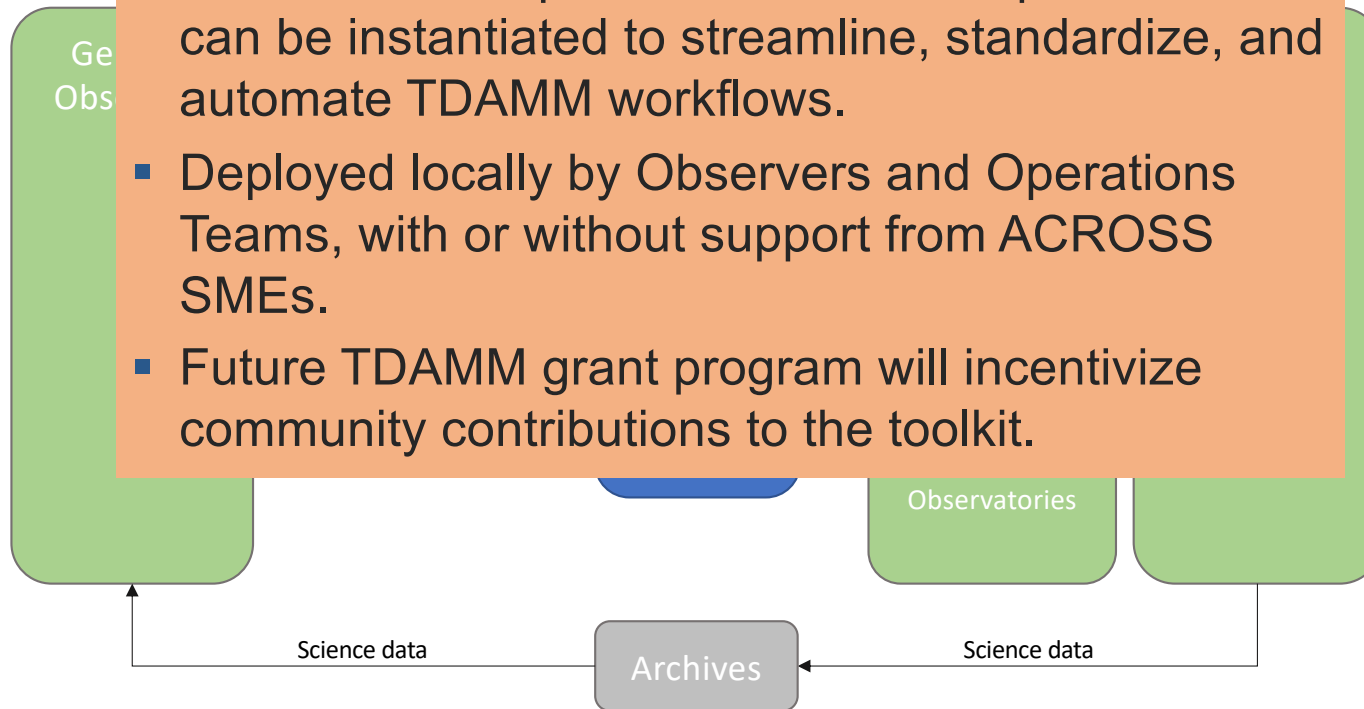 can be instantiated to streamline, standardize, and
automate TDAMM workflows.
▪ Deployed locally by Observers and Operations
Teams, with or without support from ACROSS
SMEs.
▪ Future TDAMM grant program will incentivize
community contributions to the toolkit.
Observatories
Science data
Archives
Science data